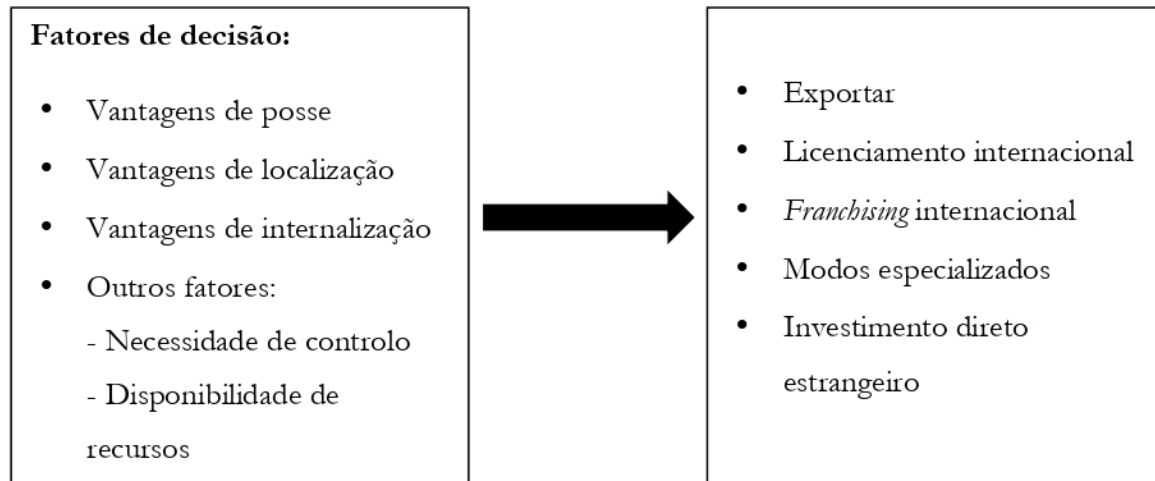 Fatores de decisão:
• Vantagens de posse
• Vantagens de localização
• Vantagens de internalização
• Outros fatores:
- Necessidade de controlo
- Disponibilidade de
recursos
• Exportar
• Licenciamento internacional
• Franchising internacional
• Modos especializados
• Investimento direto
estrangeiro